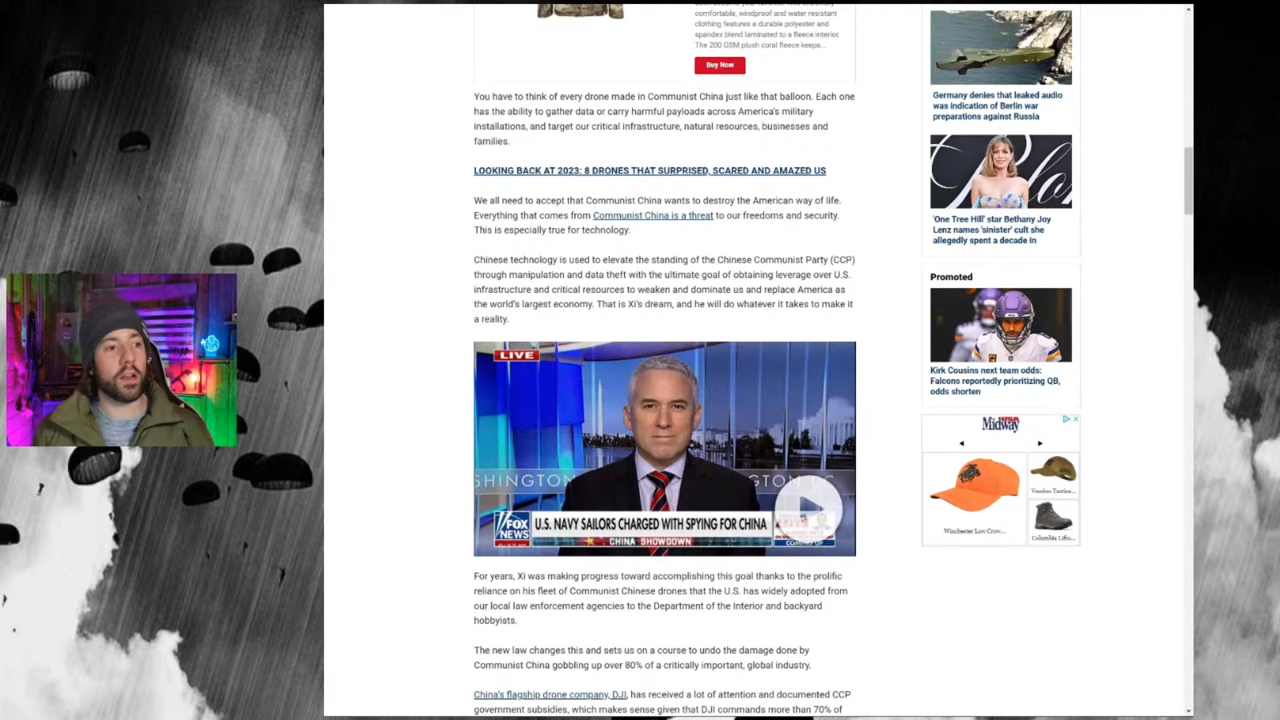 comfortable, windproof and water resistant
clothing features a durable polyester and
spandex blend laminated to a fleece interior.
The 200 GSM plush coral fleece keeps...
Buy Now
You have to think of every drone made in Communist China just like that balloon. Each one
has the ability to gather data or carry harmful payloads across America's military
installations, and target our critical infrastructure, natural resources, businesses and
families.
LOOKING BACK AT 2023: 8 DRONES THAT SURPRISED, SCARED AND AMAZED US
We all need to accept that Communist China wants to destroy the American way of life.
Everything that comes from Communist China is a threat to our freedoms and security.
This is especially true for technology.
Chinese technology is used to elevate the standing of the Chinese Communist Party (CCP)
through manipulation and data theft with the ultimate goal of obtaining leverage over U.S.
infrastructure and critical resources to weaken and dominate us and replace America as
the world's largest economy. That is Xi's dream, and he will do whatever it takes to make it
a reality.
LIVE
SHINGTON
TON
FOX
NEWS
U.S. NAVY SAILORS CHARGED WITH SPYING FOR CHINA
CHINA SHOWDOWN
COMING UP
For years, Xi was making progress toward accomplishing this goal thanks to the prolific
reliance on his fleet of Communist Chinese drones that the U.S. has widely adopted from
our local law enforcement agencies to the Department of the Interior and backyard
hobbyists.
The new law changes this and sets us on a course to undo the damage done by
Communist China gobbling up over 80% of a critically important, global industry.
China's flagship drone company, DJI, has received a lot of attention and documented CCP
government subsidies, which makes sense given that DJI commands more than 70% of
Germany denies that leaked audio
was indication of Berlin war
preparations against Russia
'One Tree Hill' star Bethany Joy
Lenz names 'sinister' cult she
allegedly spent a decade in
Promoted
Kirk Cousins next team odds:
Falcons reportedly prioritizing QB,
odds shorten
Midway
USA
Winchester Low Crow...
Voodoo Tactica...
Columbia Lifts...